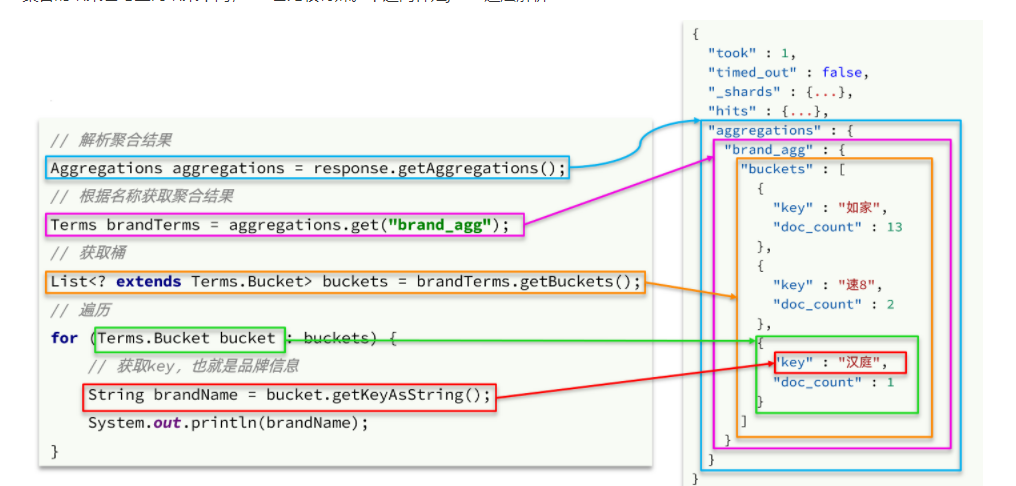 // 解析聚合结果
Aggregations aggregations = response.getAggregations();
// 根据名称获取聚合结果
Terms brandTerms = aggregations.get("brand_agg");
// 获取桶
List<? extends Terms.Bucket> buckets = brandTerms.getBuckets();
// 遍历
for (Terms.Bucket bucket : buckets) {
// 获取key, 也就是品牌信息
String brandName = bucket.getKeyAsString();
System.out.println(brandName);
}
{
"took" : 1,
"timed_out" : false,
"_shards" : {...},
"hits" : {...},
"aggregations" : {
"brand_agg" : {
"buckets" : [
{
"key" : "如家",
"doc_count" : 13
},
{
"key" : "速8",
"doc_count" : 2
},
{
"key" : "汉庭",
"doc_count" : 1
}
]
}
}
}